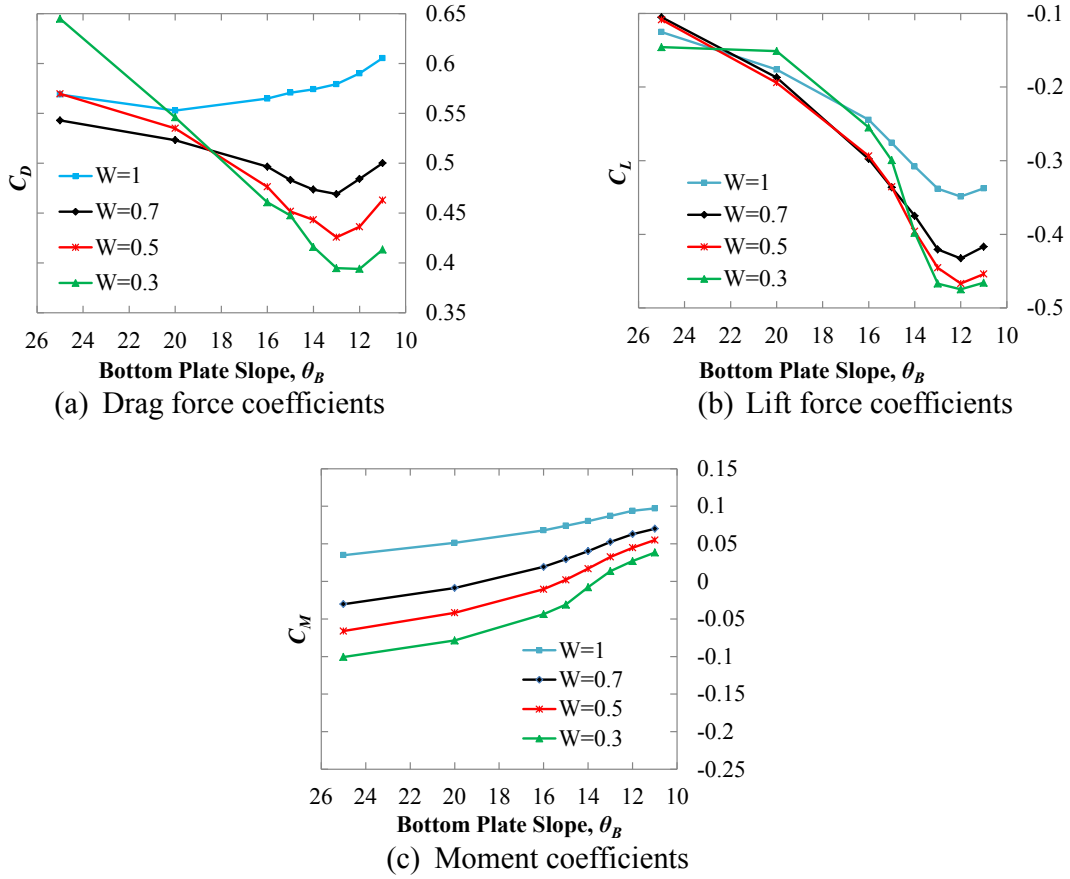 0.65
0.6
0.55
0.5
0.45
0.4
0.35
C_D
W=1
W=0.7
W=0.5
W=0.3
26 24 22 20 18 16 14 12 10
Bottom Plate Slope, θ_B
(a) Drag force coefficients
-0.1
-0.2
-0.3
-0.4
-0.5
C_L
W=1
W=0.7
W=0.5
W=0.3
26 24 22 20 18 16 14 12 10
Bottom Plate Slope, θ_B
(b) Lift force coefficients
0.15
0.1
0.05
0
-0.05
-0.1
-0.15
-0.2
-0.25
C_M
W=1
W=0.7
W=0.5
W=0.3
26 24 22 20 18 16 14 12 10
Bottom Plate Slope, θ_B
(c) Moment coefficients